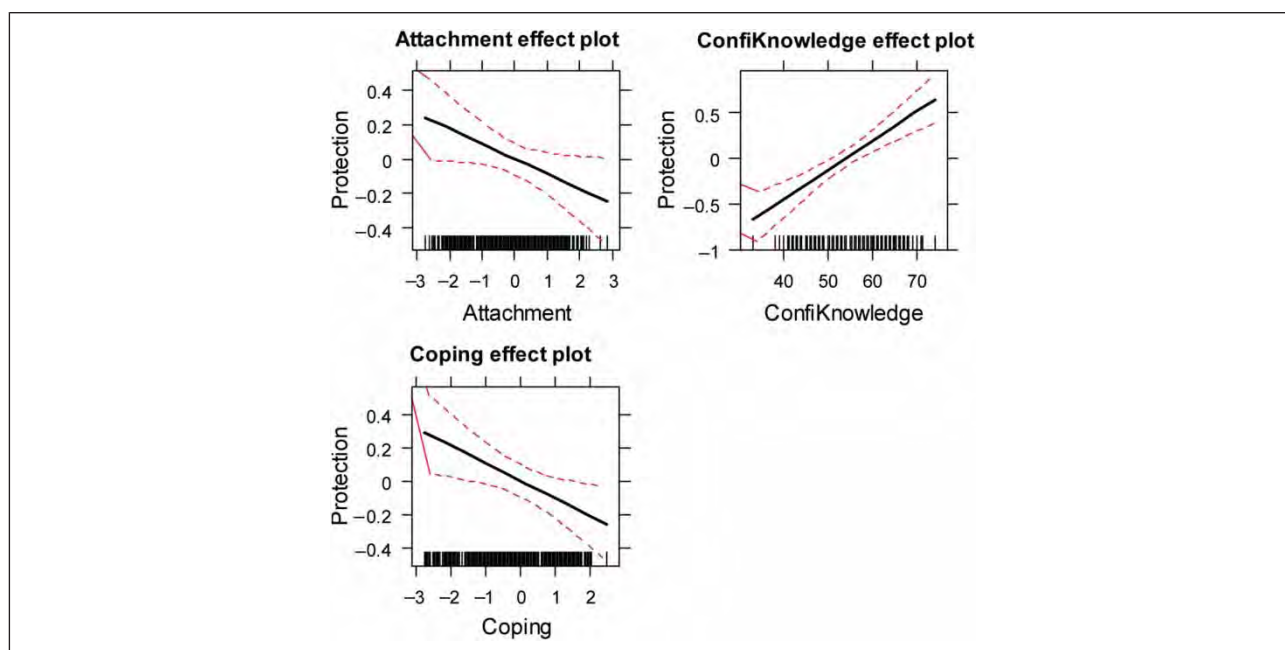 Attachment effect plot
0.4
0.2
0
−0.2
−0.4
Protection
−3 −2 −1 0 1 2 3
Attachment
ConfiKnowledge effect plot
0.5
0
−0.5
−1
Protection
40 50 60 70
ConfiKnowledge
Coping effect plot
0.4
0.2
0
−0.2
−0.4
Protection
−3 −2 −1 0 1 2
Coping